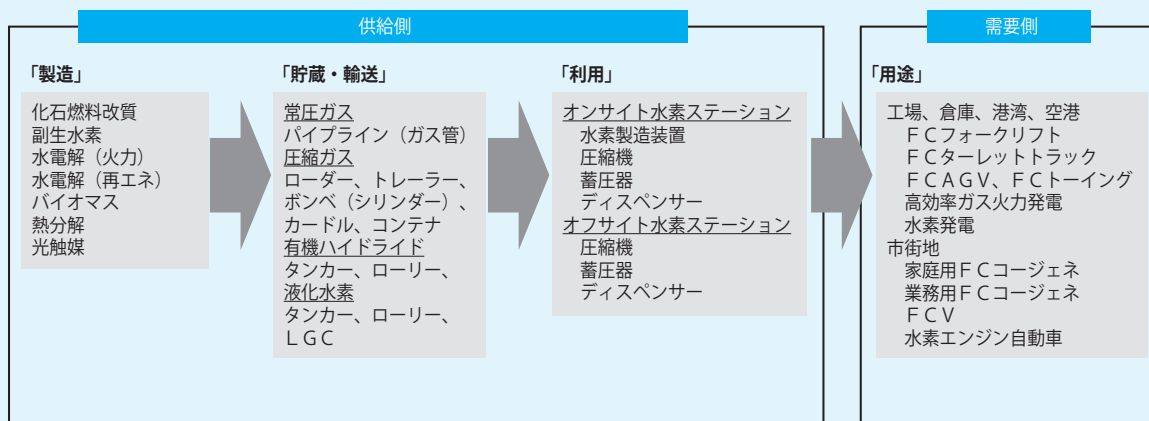 供給側
需要側
「製造」
化石燃料改質
副生水素
水電解（火力）
水電解（再エネ）
バイオマス
熱分解
光触媒
「貯蔵・輸送」
常圧ガス
パイプライン（ガス管）
圧縮ガス
ローダー、トレーラー、
ボンベ（シリンダー）、
カードル、コンテナ
有機ハイドライド
タンカー、ローリー、
液化水素
タンカー、ローリー、
ＬＧＣ
「利用」
オンサイト水素ステーション
水素製造装置
圧縮機
蓄圧器
ディスペンサー
オフサイト水素ステーション
圧縮機
蓄圧器
ディスペンサー
「用途」
工場、倉庫、港湾、空港
ＦＣフォークリフト
ＦＣターレットトラック
ＦＣＡＧＶ、ＦＣトーイング
高効率ガス火力発電
水素発電
市街地
家庭用ＦＣコージェネ
業務用ＦＣコージェネ
ＦＣＶ
水素エンジン自動車